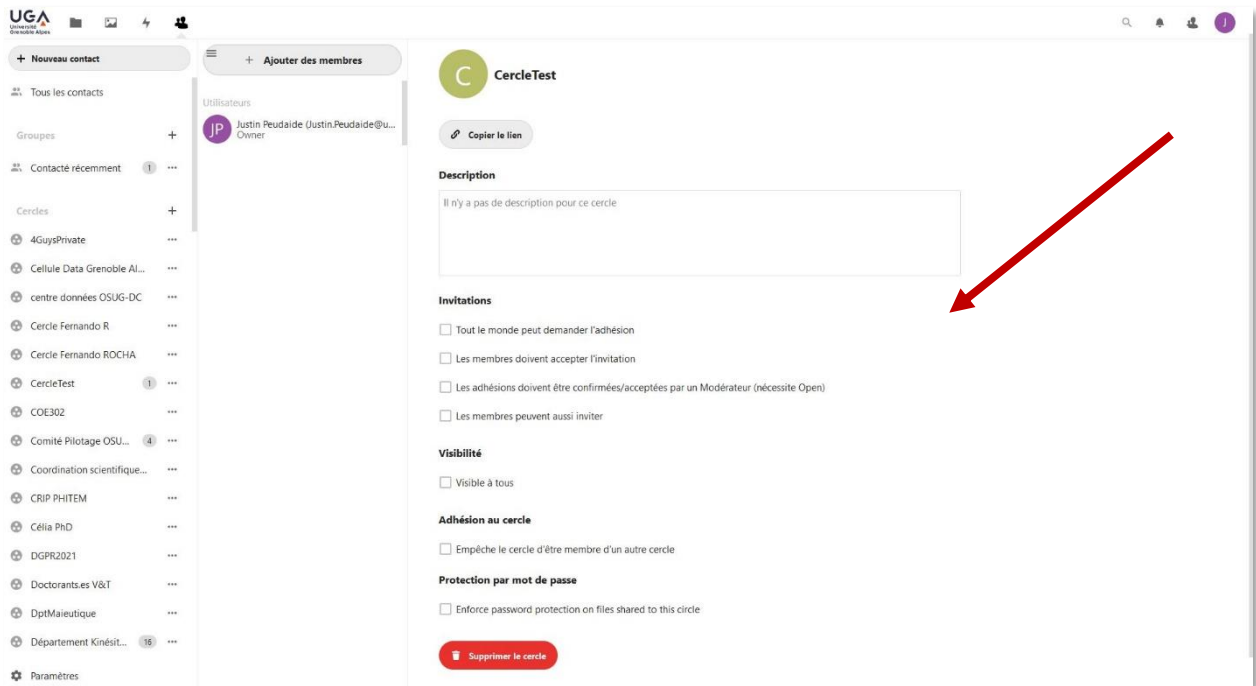 UGA
Université
Grenoble Alpes
J
+ Nouveau contact
Tous les contacts
Groupes +
Contacté récemment 1 ...
Cercles +
4GuysPrivate ...
Cellule Data Grenoble Al... ...
centre données OSUG-DC ...
Cercle Fernando R ...
Cercle Fernando ROCHA ...
CercleTest 1 ...
COE302 ...
Comité Pilotage OSU... 4 ...
Coordination scientifique... ...
CRIP PHITEM ...
Célia PhD ...
DGPR2021 ...
Doctorants.es V&T ...
DptMaieutique ...
Département Kinésit... 16 ...
Paramètres
+ Ajouter des membres
Utilisateurs
JP
Justin Peudaide (Justin.Peudaide@u...
Owner
C
CercleTest
Copier le lien
Description
Il n'y a pas de description pour ce cercle
Invitations
Tout le monde peut demander l'adhésion
Les membres doivent accepter l'invitation
Les adhésions doivent être confirmées/acceptées par un Modérateur (nécessite Open)
Les membres peuvent aussi inviter
Visibilité
Visible à tous
Adhésion au cercle
Empêche le cercle d'être membre d'un autre cercle
Protection par mot de passe
Enforce password protection on files shared to this circle
Supprimer le cercle